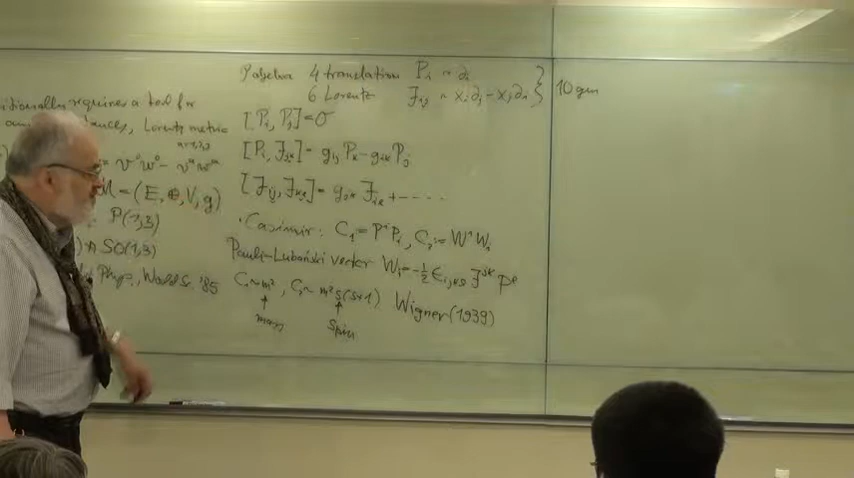 requires a tool for
Lorentz metric
M = (E, ⊕, V, g)
P(1,3)
SO(1,3)
Phys., World Sc. '85
P algebra 4 translation P_i ~ ∂_i
6 Lorentz J_ij ~ x_i∂_j - x_j∂_i } 10 gen
[P_i, P_j] = 0
[P_i, J_jk] = g_ij P_k - g_ik P_j
[J_ij, J_kl] = g_jk J_il + ....
· Casimir: C_1 = P^i P_i, C_2 := W^i W_i
Pauli-Lubański vector W_i = -1/2 ε_ijkl J^jk P^l
C_1 ~ m², C_2 ~ m² s(s+1) Wigner (1939)
↑ ↑
mass Spin